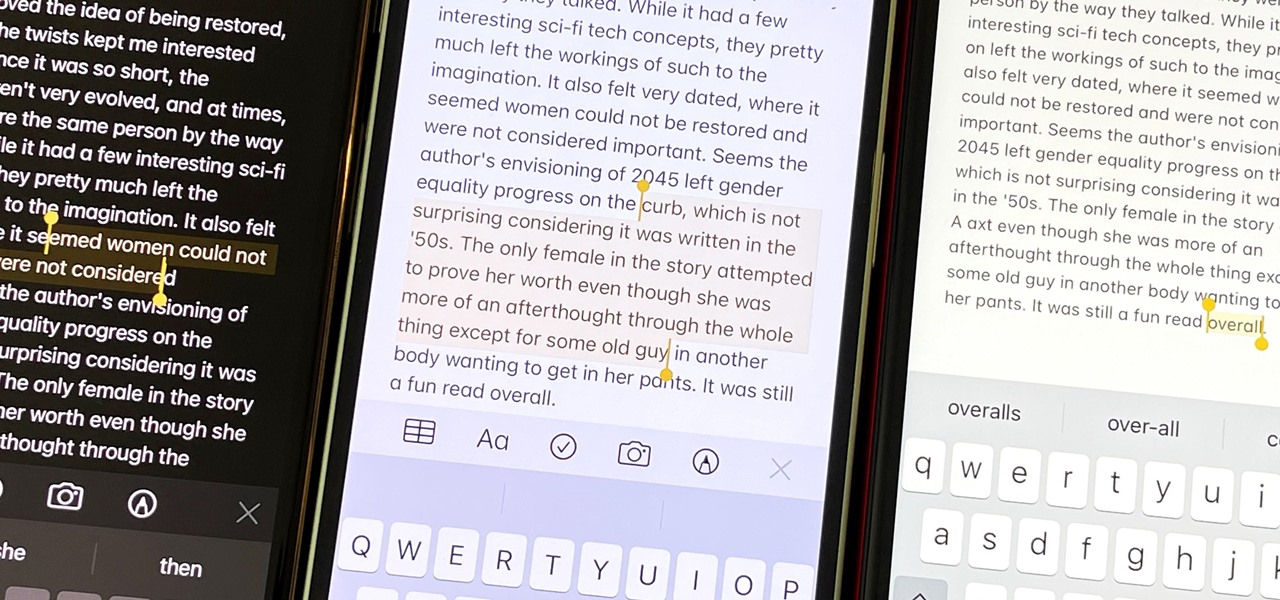 oved the idea of being restored,
he twists kept me interested
nce it was so short, the
en't very evolved, and at times,
re the same person by the way
ile it had a few interesting sci-fi
hey pretty much left the
to the imagination. It also felt
e it seemed women could not
ere not considered
the author's envisioning of
quality progress on the
urprising considering it was
The only female in the story
her worth even though she
thought through the
he
then
they talked. While it had a few
interesting sci-fi tech concepts, they pretty
much left the workings of such to the
imagination. It also felt very dated, where it
seemed women could not be restored and
were not considered important. Seems the
author's envisioning of 2045 left gender
equality progress on the curb, which is not
surprising considering it was written in the
'50s. The only female in the story attempted
to prove her worth even though she was
more of an afterthought through the whole
thing except for some old guy in another
body wanting to get in her pants. It was still
a fun read overall.
Aa
Q W E R T Y U I O P
person by the way they talked. While it
interesting sci-fi tech concepts, they pr
on left the workings of such to the imag
also felt very dated, where it seemed w
could not be restored and were not con
important. Seems the author's envisioni
2045 left gender equality progress on th
which is not surprising considering it wa
in the '50s. The only female in the story
A axt even though she was more of an
afterthought through the whole thing exc
some old guy in another body wanting to
her pants. It was still a fun read overall.
overalls
over-all
q w e r t y u i
a s d f g h j k